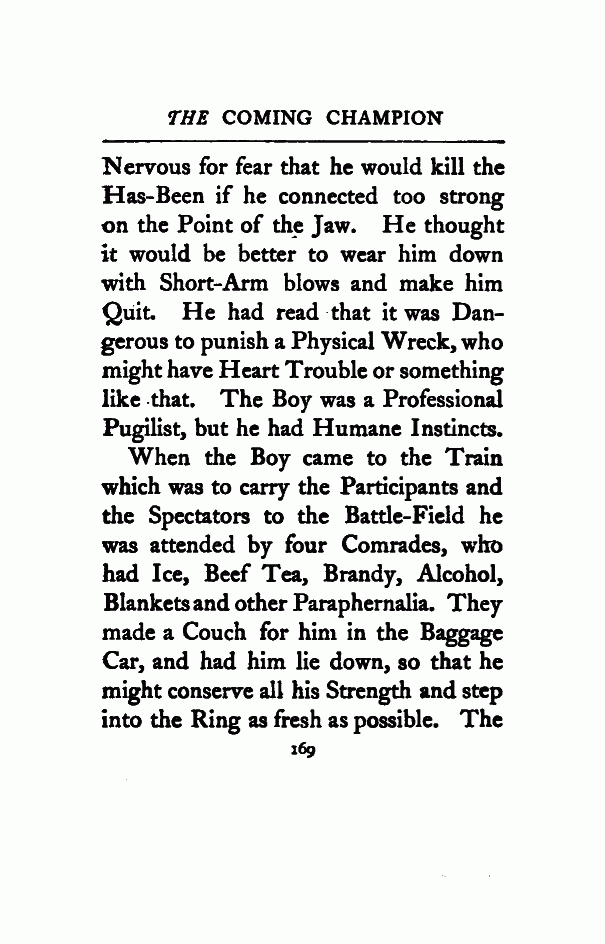 THE COMING CHAMPION
Nervous for fear that he would kill the
Has-Been if he connected too strong
on the Point of the Jaw. He thought
it would be better to wear him down
with Short-Arm blows and make him
Quit. He had read that it was Dan-
gerous to punish a Physical Wreck, who
might have Heart Trouble or something
like that. The Boy was a Professional
Pugilist, but he had Humane Instincts.
When the Boy came to the Train
which was to carry the Participants and
the Spectators to the Battle-Field he
was attended by four Comrades, who
had Ice, Beef Tea, Brandy, Alcohol,
Blankets and other Paraphernalia. They
made a Couch for him in the Baggage
Car, and had him lie down, so that he
might conserve all his Strength and step
into the Ring as fresh as possible. The
169